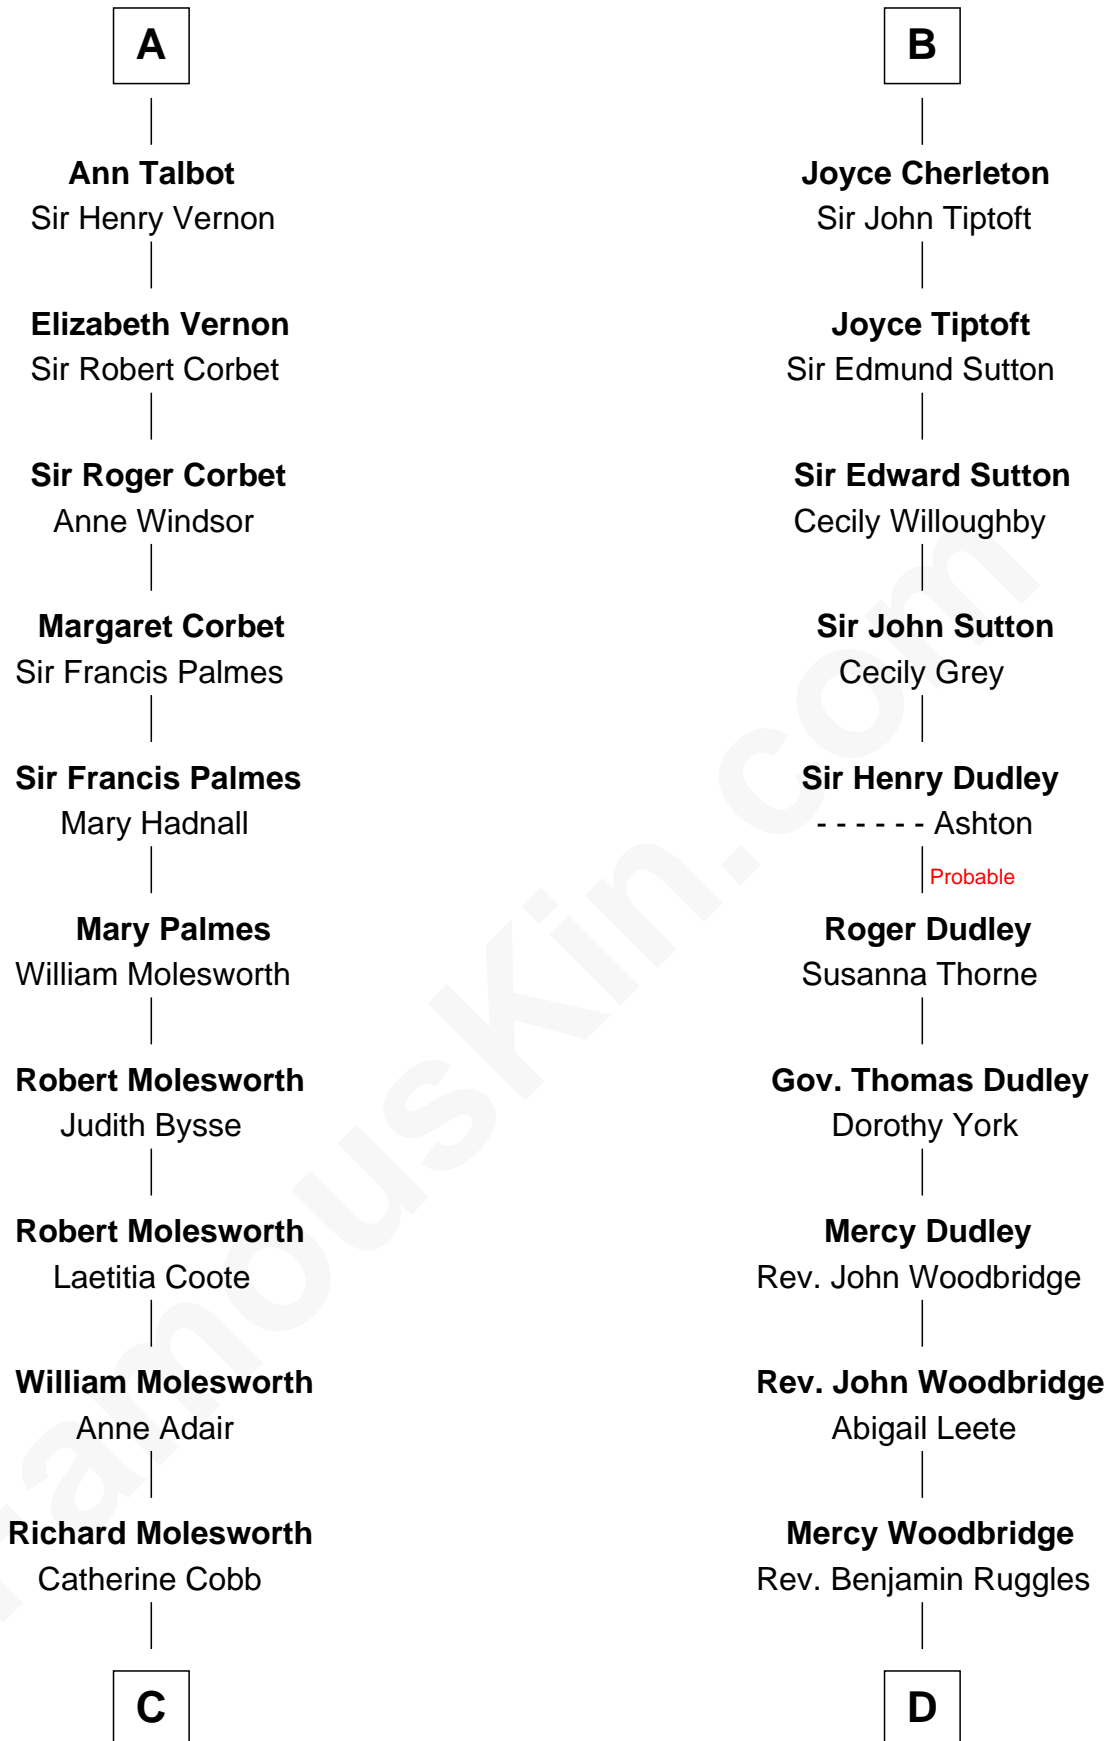 A
Ann Talbot
Sir Henry Vernon
Elizabeth Vernon
Sir Robert Corbet
Sir Roger Corbet
Anne Windsor
Margaret Corbet
Sir Francis Palmes
Sir Francis Palmes
Mary Hadnall
Mary Palmes
William Molesworth
Robert Molesworth
Judith Bysse
Robert Molesworth
Laetitia Coote
William Molesworth
Anne Adair
Richard Molesworth
Catherine Cobb
C
B
Joyce Cherleton
Sir John Tiptoft
Joyce Tiptoft
Sir Edmund Sutton
Sir Edward Sutton
Cecily Willoughby
Sir John Sutton
Cecily Grey
Sir Henry Dudley
- - - - - - Ashton
Probable
Roger Dudley
Susanna Thorne
Gov. Thomas Dudley
Dorothy York
Mercy Dudley
Rev. John Woodbridge
Rev. John Woodbridge
Abigail Leete
Mercy Woodbridge
Rev. Benjamin Ruggles
D
FamousKin.com